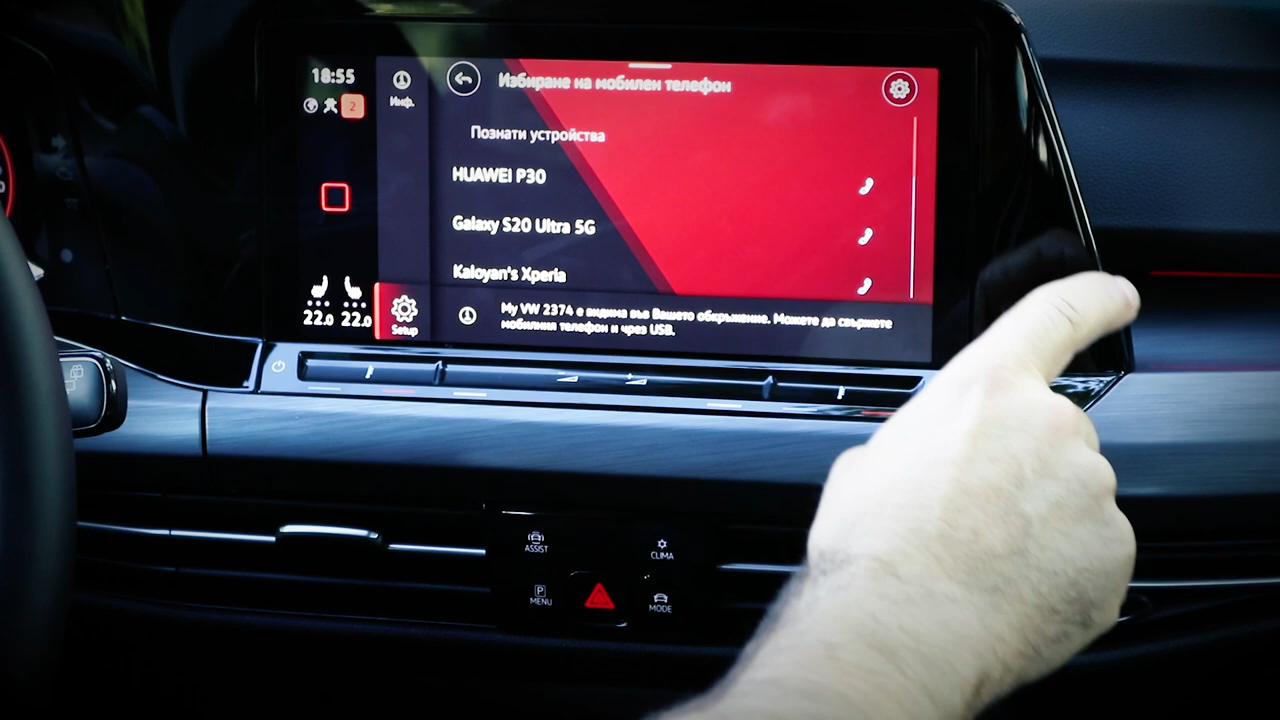 18:55
2
Инф.
Избиране на мобилен телефон
Познати устройства
HUAWEI P30
Galaxy S20 Ultra 5G
Kaloyan's Xperia
My VW 2374 е видима във Вашето обкръжение. Можете да свържете
мобилния телефон и чрез USB.
22.0 22.0
Setup
ASSIST
CLIMA
P
MENU
MODE